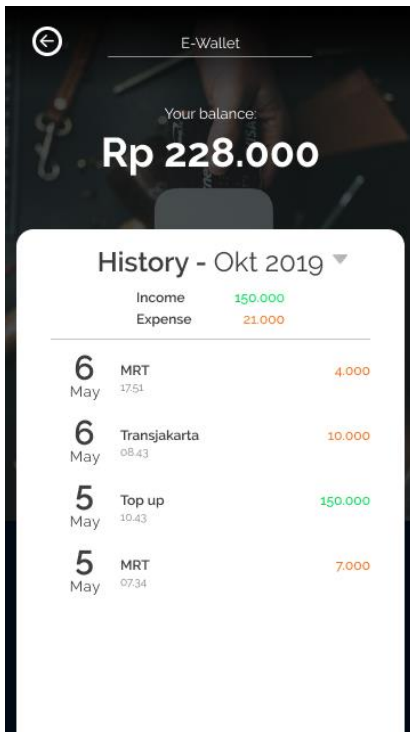 E-Wallet
Your balance:
Rp 228.000
History - Okt 2019
Income 150.000
Expense 21.000
6 May MRT 17.51 4.000
6 May Transjakarta 08.43 10.000
5 May Top up 10.43 150.000
5 May MRT 07.34 7.000